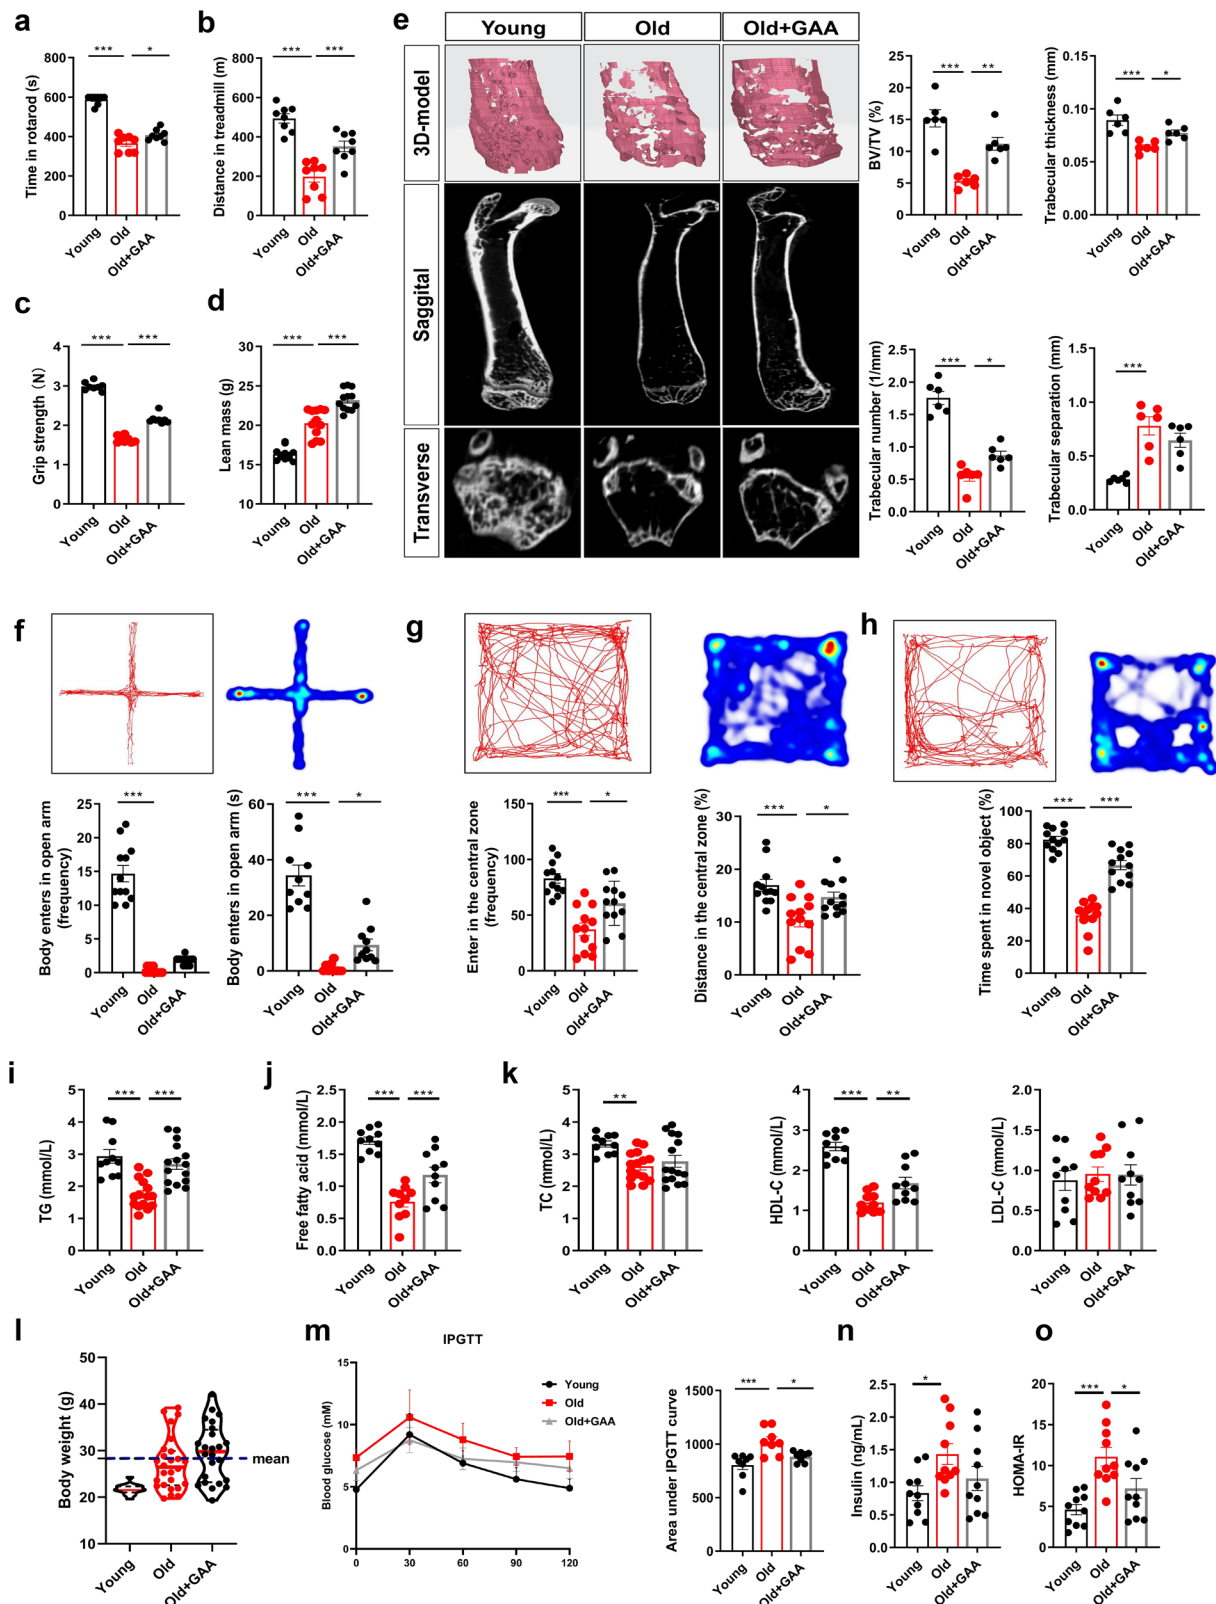 a
Time in rotarod (s)
800
600
400
200
0
*** *
Young Old Old+GAA
b
Distance in treadmill (m)
800
600
400
200
0
*** ***
Young Old Old+GAA
c
Grip strength (N)
4
3
2
1
0
*** ***
Young Old Old+GAA
d
Lean mass (g)
30
25
20
15
10
*** ***
Young Old Old+GAA
e
Young Old Old+GAA
3D-model
Saggital
Transverse
BV/TV (%)
25
20
15
10
5
0
*** **
Young Old Old+GAA
Trabecular thickness (mm)
0.15
0.10
0.05
0.00
*** *
Young Old Old+GAA
Trabecular number (1/mm)
2.5
2.0
1.5
1.0
0.5
0.0
*** *
Young Old Old+GAA
Trabecular separation (mm)
1.5
1.0
0.5
0.0
***
Young Old Old+GAA
f
Body enters in open arm
(frequency)
25
20
15
10
5
0
***
Young Old Old+GAA
Body enters in open arm (s)
60
40
20
0
*** *
Young Old Old+GAA
g
Enter in the central zone
(frequency)
150
100
50
0
*** *
Young Old Old+GAA
Distance in the central zone (%)
30
20
10
0
*** *
Young Old Old+GAA
h
Time spent in novel object (%)
100
80
60
40
20
0
*** ***
Young Old Old+GAA
i
TG (mmol/L)
5
4
3
2
1
0
*** ***
Young Old Old+GAA
j
Free fatty acid (mmol/L)
2.5
2.0
1.5
1.0
0.5
0.0
*** ***
Young Old Old+GAA
k
TC (mmol/L)
5
4
3
2
1
0
**
Young Old Old+GAA
HDL-C (mmol/L)
4
3
2
1
0
*** **
Young Old Old+GAA
LDL-C (mmol/L)
2.0
1.5
1.0
0.5
0.0
Young Old Old+GAA
l
Body weight (g)
50
40
30
20
10
mean
Young Old Old+GAA
m
IPGTT
Blood glucose (mM)
15
10
5
0
0 30 60 90 120
Young
Old
Old+GAA
Area under IPGTT curve
1500
1000
500
0
*** *
Young Old Old+GAA
n
Insulin (ng/mL)
2.5
2.0
1.5
1.0
0.5
0.0
*
Young Old Old+GAA
o
HOMA-IR
20
15
10
5
0
*** *
Young Old Old+GAA